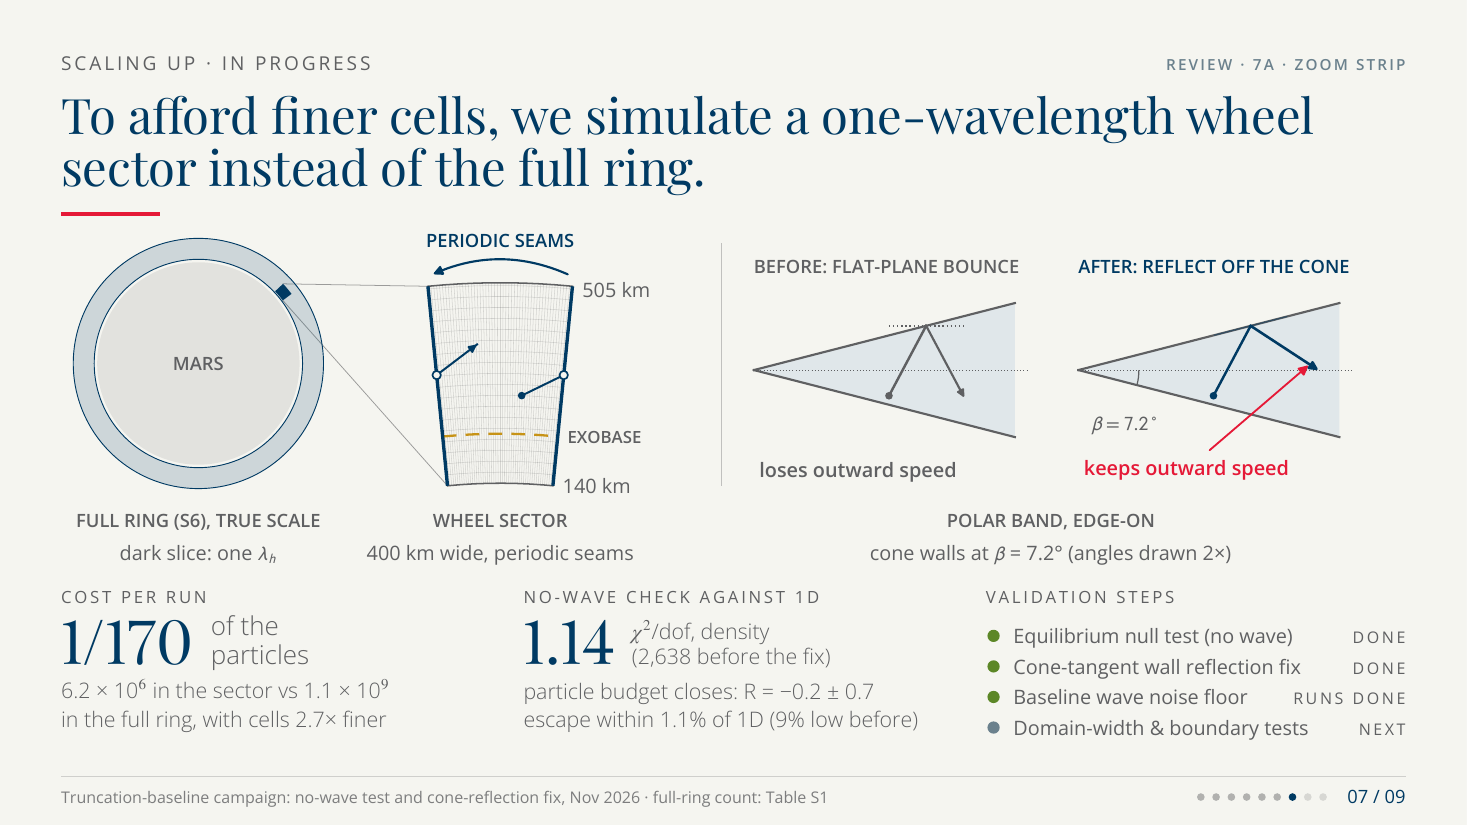 SCALING UP · IN PROGRESS
REVIEW · 7A · ZOOM STRIP
To afford finer cells, we simulate a one-wavelength wheel
sector instead of the full ring.
PERIODIC SEAMS
505 km
MARS
EXOBASE
140 km
BEFORE: FLAT-PLANE BOUNCE
AFTER: REFLECT OFF THE CONE
β = 7.2°
loses outward speed
keeps outward speed
FULL RING (S6), TRUE SCALE
dark slice: one λₕ
WHEEL SECTOR
400 km wide, periodic seams
POLAR BAND, EDGE-ON
cone walls at β = 7.2° (angles drawn 2×)
COST PER RUN
1/170 of the
particles
6.2 × 10⁶ in the sector vs 1.1 × 10⁹
in the full ring, with cells 2.7× finer
NO-WAVE CHECK AGAINST 1D
1.14 χ²/dof, density
(2,638 before the fix)
particle budget closes: R = −0.2 ± 0.7
escape within 1.1% of 1D (9% low before)
VALIDATION STEPS
Equilibrium null test (no wave) DONE
Cone-tangent wall reflection fix DONE
Baseline wave noise floor RUNS DONE
Domain-width & boundary tests NEXT
Truncation-baseline campaign: no-wave test and cone-reflection fix, Nov 2026 · full-ring count: Table S1
07 / 09